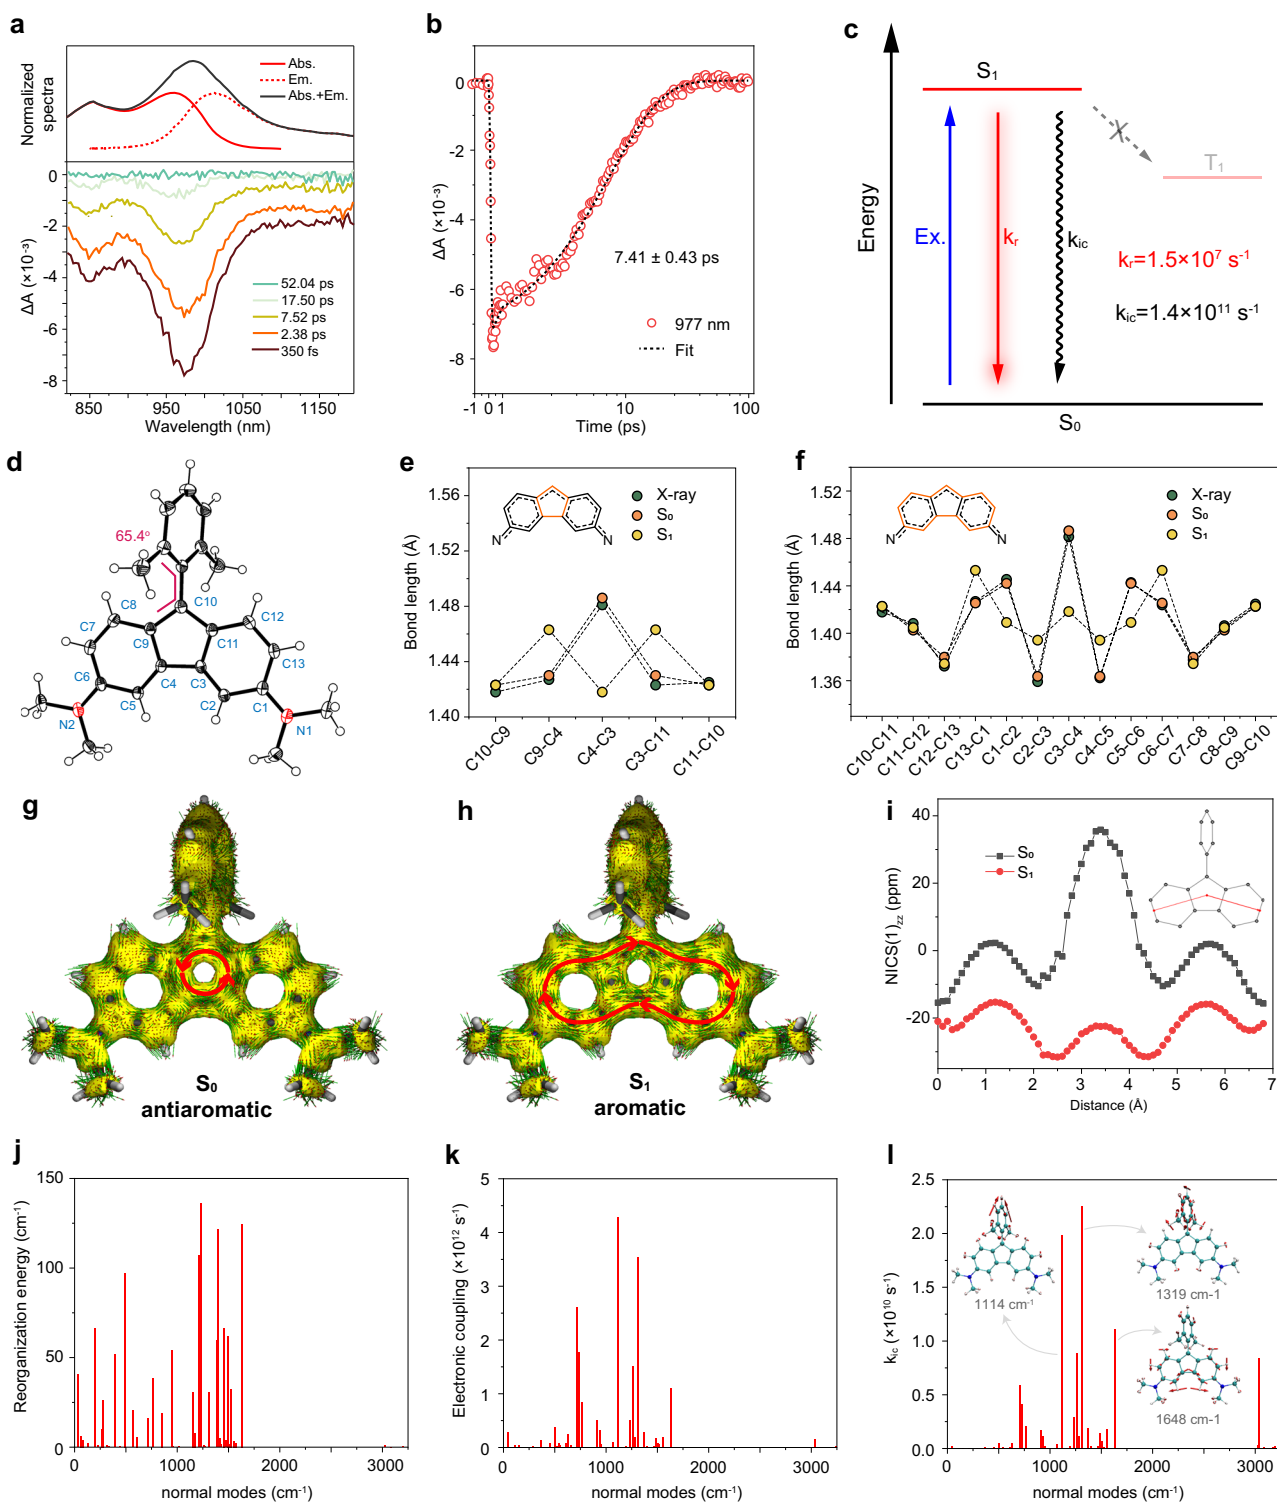 a
Normalized
spectra
Abs.
Em.
Abs.+Em.
0
-2
-4
-6
-8
ΔA (×10⁻³)
52.04 ps
17.50 ps
7.52 ps
2.38 ps
350 fs
850 950 1050 1150
Wavelength (nm)
b
0
-2
-4
-6
-8
ΔA (×10⁻³)
7.41 ± 0.43 ps
977 nm
Fit
-1 0 1 10 100
Time (ps)
c
Energy
S₁
X
T₁
Ex.
kᵣ
k_ic
kᵣ=1.5×10⁷ s⁻¹
k_ic=1.4×10¹¹ s⁻¹
S₀
d
65.4°
C10
C8
C12
C7
C9
C11
C13
C6
C4
C3
C5
C2
C1
N2
N1
e
1.56
1.52
1.48
1.44
1.40
Bond length (Å)
N N
X-ray
S₀
S₁
C10-C9
C9-C4
C4-C3
C3-C11
C11-C10
f
1.52
1.48
1.44
1.40
1.36
Bond length (Å)
N N
X-ray
S₀
S₁
C10-C11
C11-C12
C12-C13
C13-C1
C1-C2
C2-C3
C3-C4
C4-C5
C5-C6
C6-C7
C7-C8
C8-C9
C9-C10
g
S₀
antiaromatic
h
S₁
aromatic
i
40
20
0
-20
NICS(1)zz (ppm)
S₀
S₁
0 1 2 3 4 5 6 7
Distance (Å)
j
150
100
50
0
Reorganization energy (cm⁻¹)
0 1000 2000 3000
normal modes (cm⁻¹)
k
5
4
3
2
1
0
Electronic coupling (×10¹² s⁻¹)
0 1000 2000 3000
normal modes (cm⁻¹)
l
2.5
2.0
1.5
1.0
0.5
0.0
k_ic (×10¹⁰ s⁻¹)
1114 cm⁻¹
1319 cm-1
1648 cm-1
0 1000 2000 3000
normal modes (cm⁻¹)